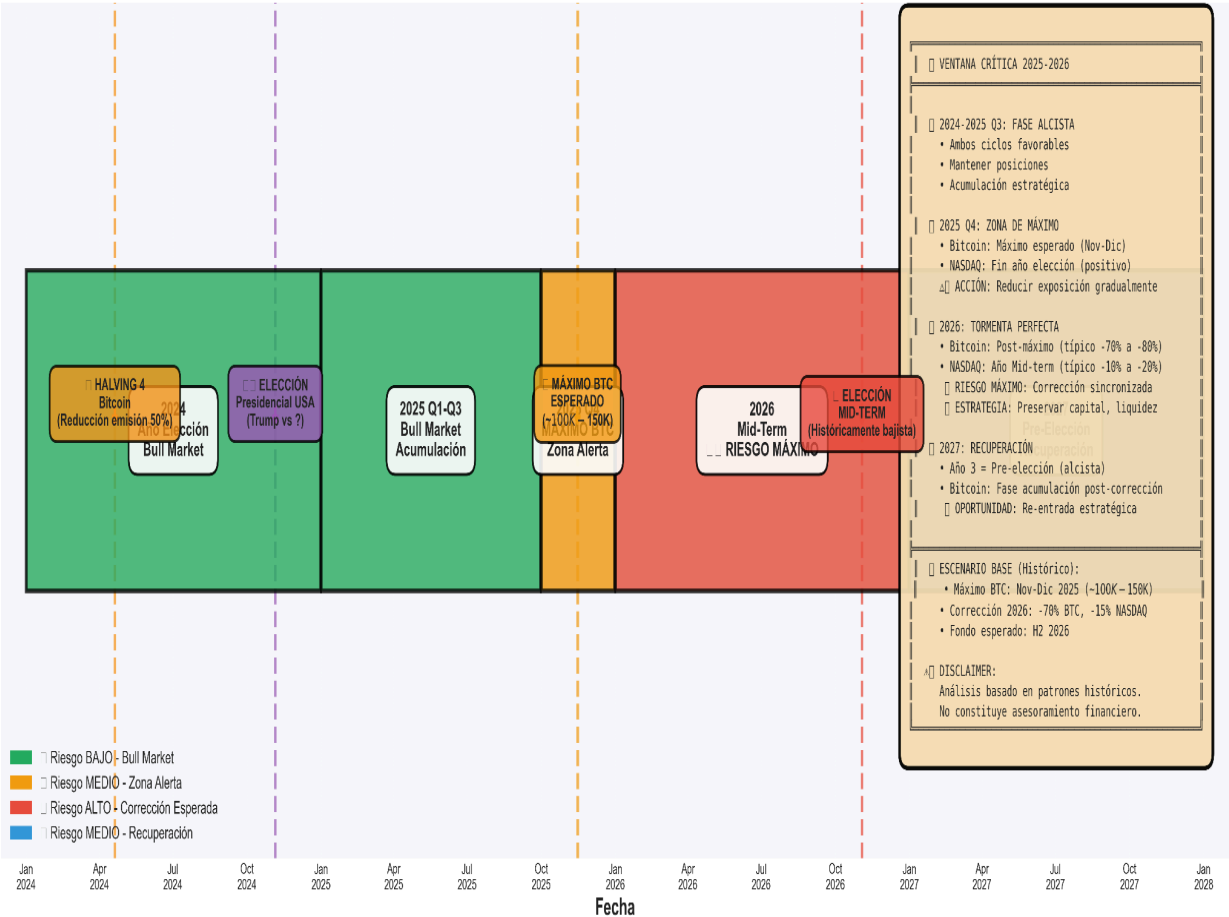 HALVING 4
Bitcoin
(Reducción emisión 50%)
2024
Año Elección
Bull Market
ELECCIÓN
Presidencial USA
(Trump vs ?)
2025 Q1-Q3
Bull Market
Acumulación
MÁXIMO BTC
ESPERADO
(~100K – 150K)
2025 Q4
MÁXIMO BTC
Zona Alerta
2026
Mid-Term
RIESGO MÁXIMO
ELECCIÓN
MID-TERM
(Históricamente bajista)
Pre-Elección
Recuperación
VENTANA CRÍTICA 2025-2026
2024-2025 Q3: FASE ALCISTA
• Ambos ciclos favorables
• Mantener posiciones
• Acumulación estratégica
2025 Q4: ZONA DE MÁXIMO
• Bitcoin: Máximo esperado (Nov-Dic)
• NASDAQ: Fin año elección (positivo)
⚠ ACCIÓN: Reducir exposición gradualmente
2026: TORMENTA PERFECTA
• Bitcoin: Post-máximo (típico -70% a -80%)
• NASDAQ: Año Mid-term (típico -10% a -20%)
RIESGO MÁXIMO: Corrección sincronizada
ESTRATEGIA: Preservar capital, liquidez
2027: RECUPERACIÓN
• Año 3 = Pre-elección (alcista)
• Bitcoin: Fase acumulación post-corrección
OPORTUNIDAD: Re-entrada estratégica
ESCENARIO BASE (Histórico):
• Máximo BTC: Nov-Dic 2025 (~100K – 150K)
• Corrección 2026: -70% BTC, -15% NASDAQ
• Fondo esperado: H2 2026
⚠ DISCLAIMER:
Análisis basado en patrones históricos.
No constituye asesoramiento financiero.
Riesgo BAJO - Bull Market
Riesgo MEDIO - Zona Alerta
Riesgo ALTO - Corrección Esperada
Riesgo MEDIO - Recuperación
Jan 2024
Apr 2024
Jul 2024
Oct 2024
Jan 2025
Apr 2025
Jul 2025
Oct 2025
Jan 2026
Apr 2026
Jul 2026
Oct 2026
Jan 2027
Apr 2027
Jul 2027
Oct 2027
Jan 2028
Fecha